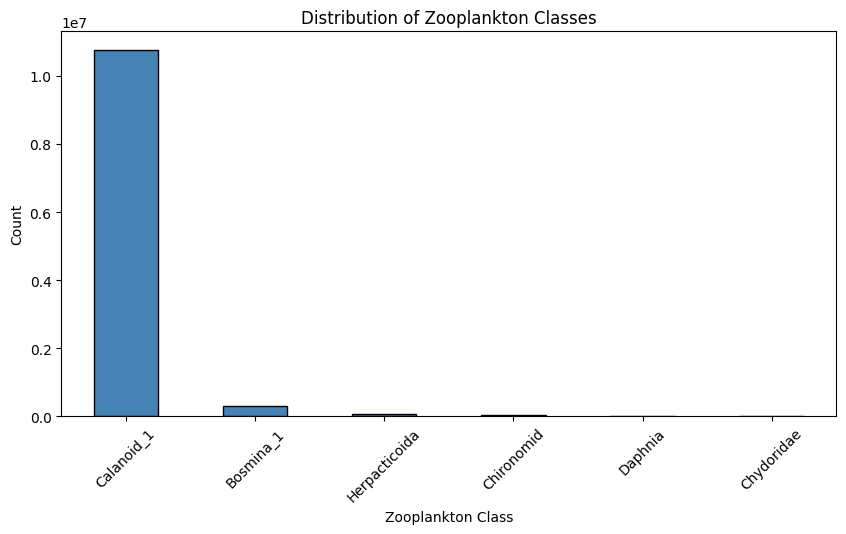 Distribution of Zooplankton Classes
1e7
1.0
0.8
0.6
0.4
0.2
0.0
Count
Calanoid_1
Bosmina_1
Herpacticoida
Chironomid
Daphnia
Chydoridae
Zooplankton Class